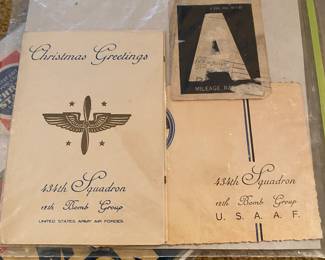 Christmas Greetings
434th Squadron
12th Bomb Group
UNITED STATES ARMY AIR FORCES
A
MILEAGE RA
434th Squadron
12th Bomb Group
U. S. A. A. F.